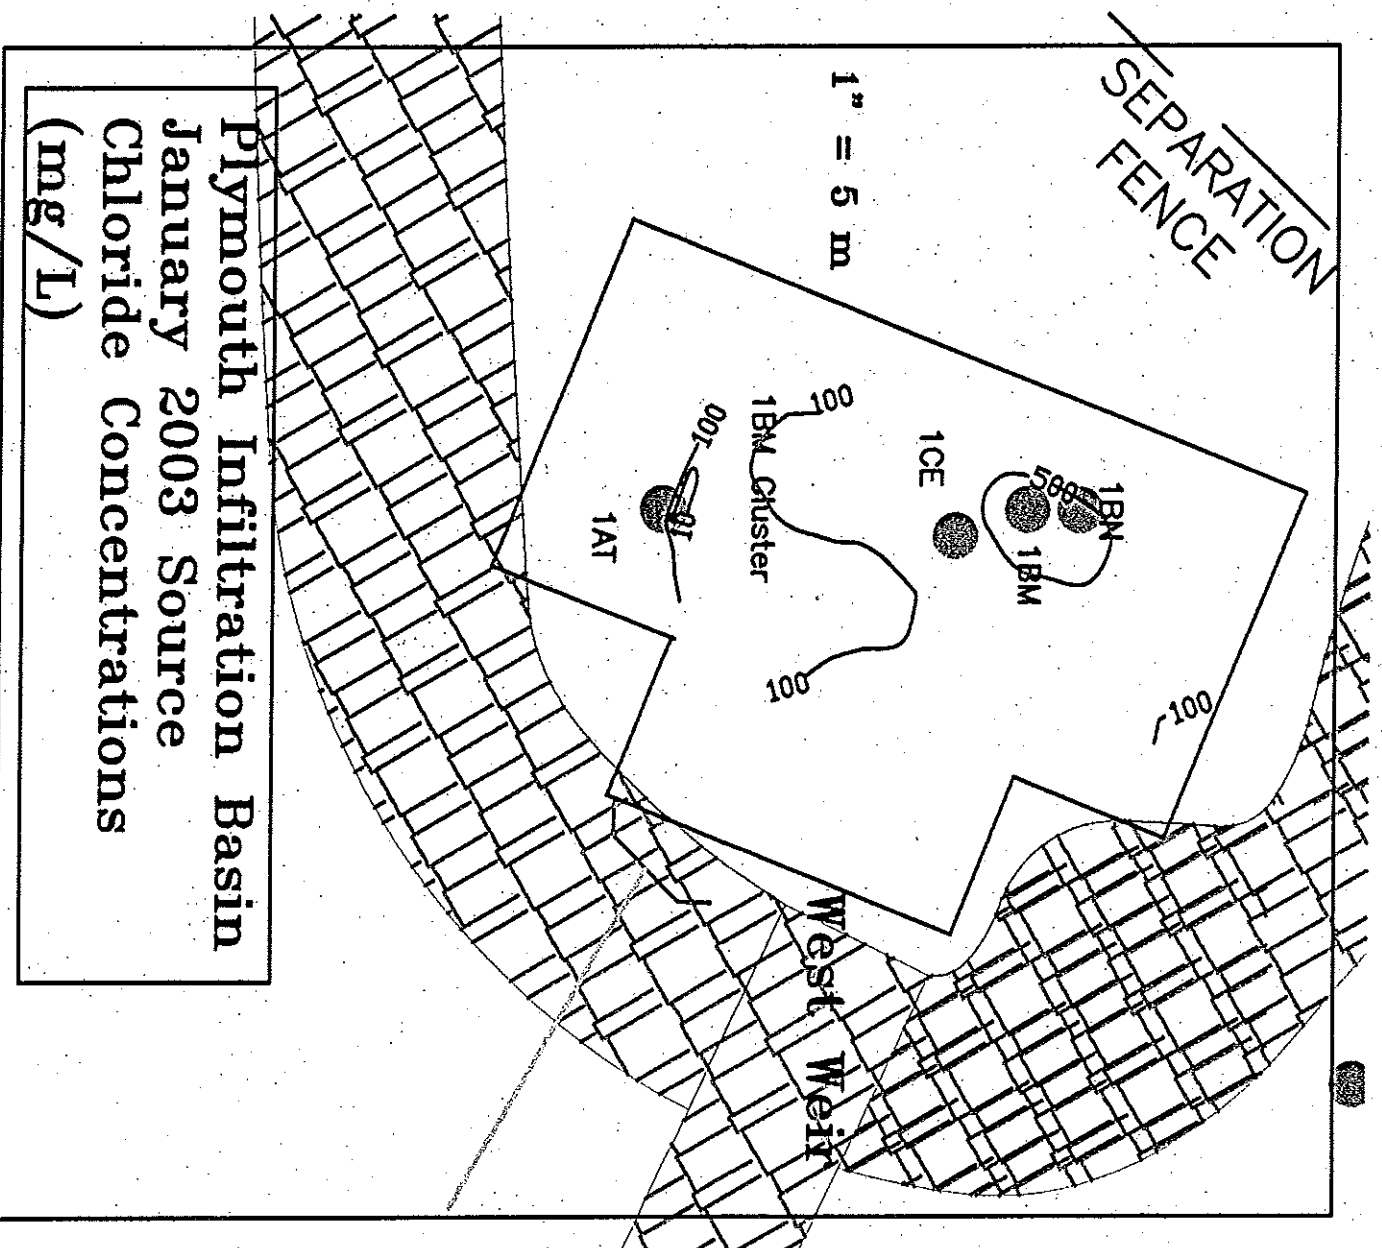 SEPARATION
FENCE
1" = 5 m
1BN
500
1BM
1CE
100
100
1BM Cluster
100
100
10
1AT
West Weir
Plymouth Infiltration Basin
January 2003 Source
Chloride Concentrations
(mg/L)